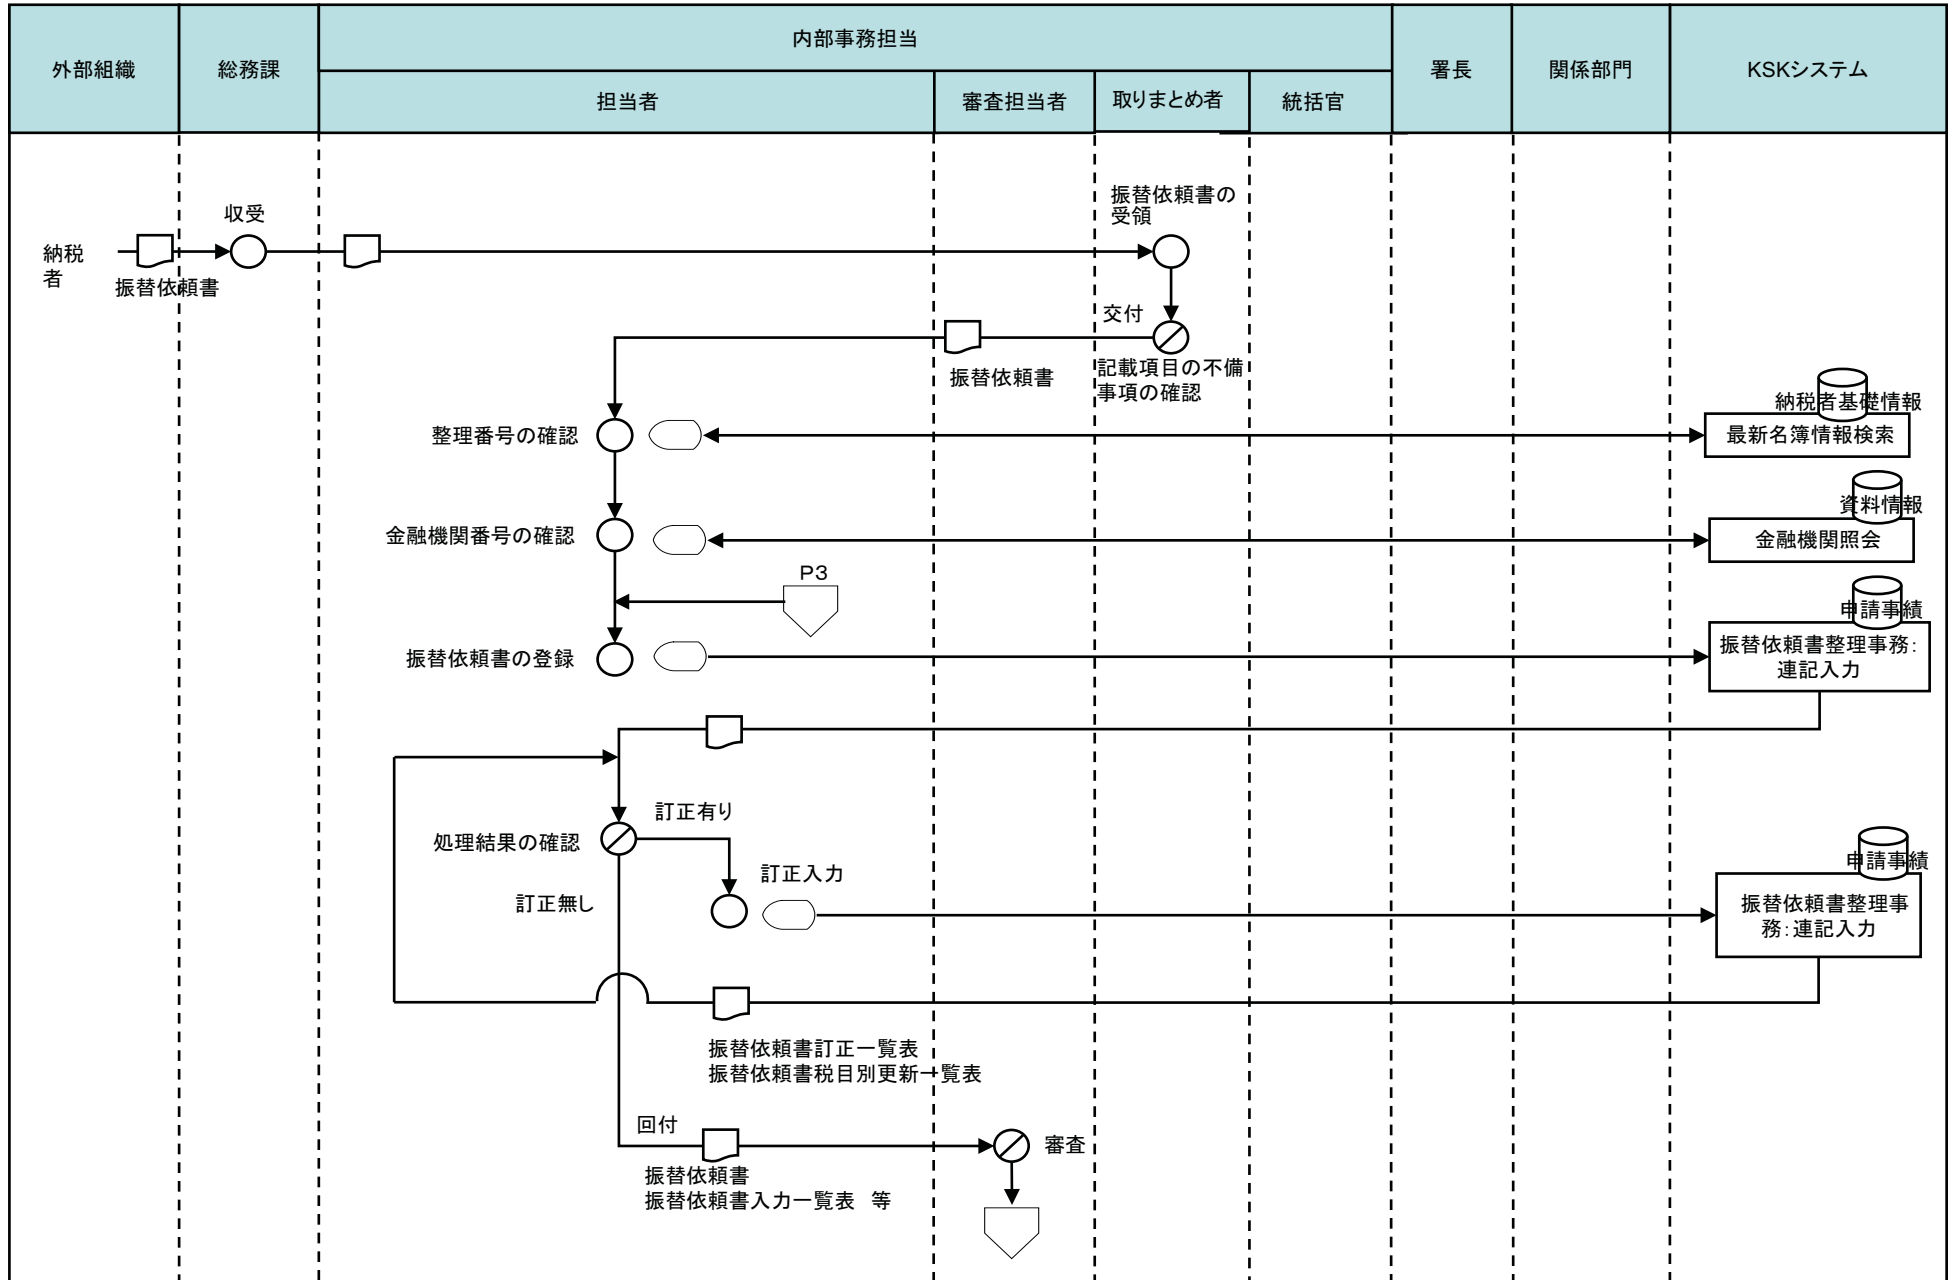 外部組織
総務課
内部事務担当
担当者
審査担当者
取りまとめ者
統括官
署長
関係部門
KSKシステム
納税
者
振替依頼書
収受
振替依頼書の
受領
交付
振替依頼書
記載項目の不備
事項の確認
納税者基礎情報
整理番号の確認
最新名簿情報検索
資料情報
金融機関番号の確認
金融機関照会
P3
申請事績
振替依頼書の登録
振替依頼書整理事務:
連記入力
訂正有り
処理結果の確認
訂正入力
訂正無し
申請事績
振替依頼書整理事
務:連記入力
振替依頼書訂正一覧表
振替依頼書税目別更新一覧表
回付
審査
振替依頼書
振替依頼書入力一覧表 等